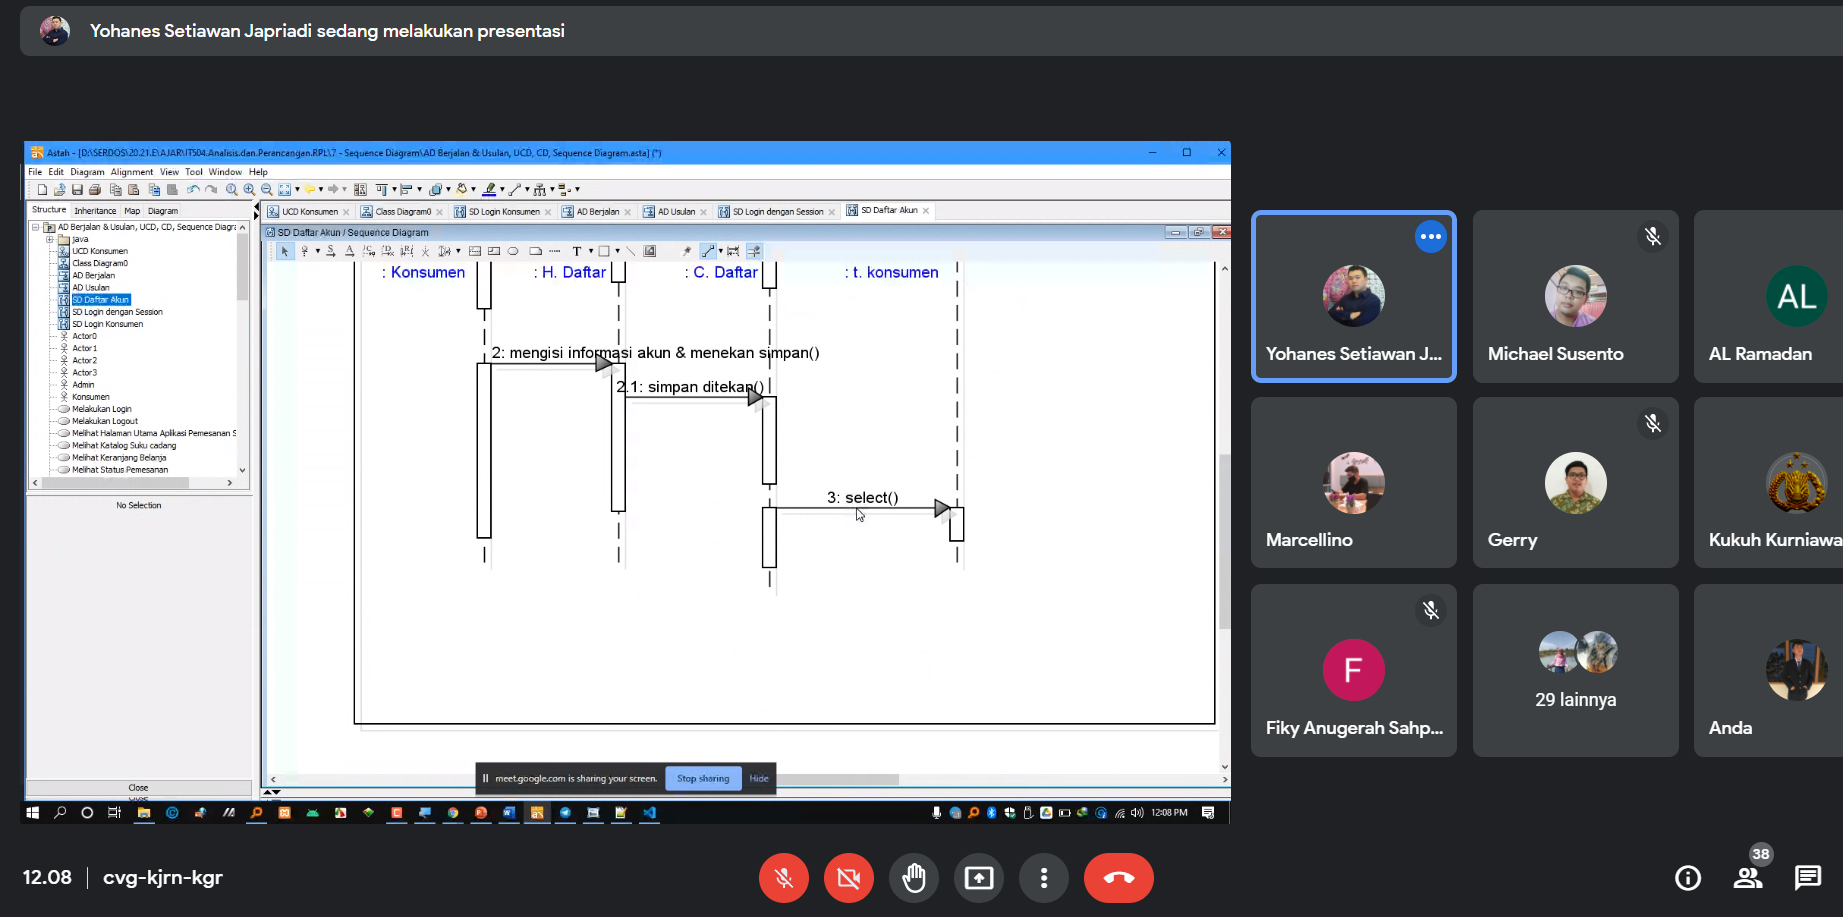 Yohanes Setiawan Japriadi sedang melakukan presentasi
Astah - [D:\SERDOS\20.21.E\AJAR\IT504.Analisis.dan.Perancangan.RPL\7 - Sequence Diagram\AD Berjalan & Usulan, UCD, CD, Sequence Diagram.asta] (*)
File Edit Diagram Alignment View Tool Window Help
Structure Inheritance Map Diagram
UCD Konsumen Class Diagram0 SD Login Konsumen AD Berjalan AD Usulan SD Login dengan Session SD Daftar Akun
SD Daftar Akun / Sequence Diagram
AD Berjalan & Usulan, UCD, CD, Sequence Diagra
java
UCD Konsumen
Class Diagram0
AD Berjalan
AD Usulan
SD Daftar Akun
SD Login dengan Session
SD Login Konsumen
Actor0
Actor1
Actor2
Actor3
Admin
Konsumen
Melakukan Login
Melakukan Logout
Melihat Halaman Utama Aplikasi Pemesanan S
Melihat Katalog Suku cadang
Melihat Keranjang Belanja
Melihat Status Pemesanan
No Selection
Close
Close
: Konsumen : H. Daftar : C. Daftar : t. konsumen
2: mengisi informasi akun & menekan simpan()
2.1: simpan ditekan()
3: select()
meet.google.com is sharing your screen. Stop sharing Hide
12:08 PM
Yohanes Setiawan J...
Michael Susento
AL
AL Ramadan
Marcellino
Gerry
Kukuh Kurniawa
F
Fiky Anugerah Sahp...
29 lainnya
Anda
12.08 cvg-kjrn-kgr
38